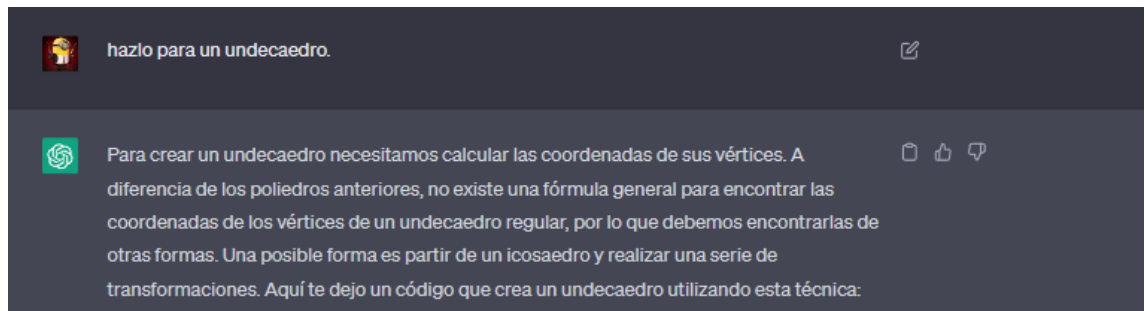 hazlo para un undecaedro.
Para crear un undecaedro necesitamos calcular las coordenadas de sus vértices. A
diferencia de los poliedros anteriores, no existe una fórmula general para encontrar las
coordenadas de los vértices de un undecaedro regular, por lo que debemos encontrarlas de
otras formas. Una posible forma es partir de un icosaedro y realizar una serie de
transformaciones. Aquí te dejo un código que crea un undecaedro utilizando esta técnica: